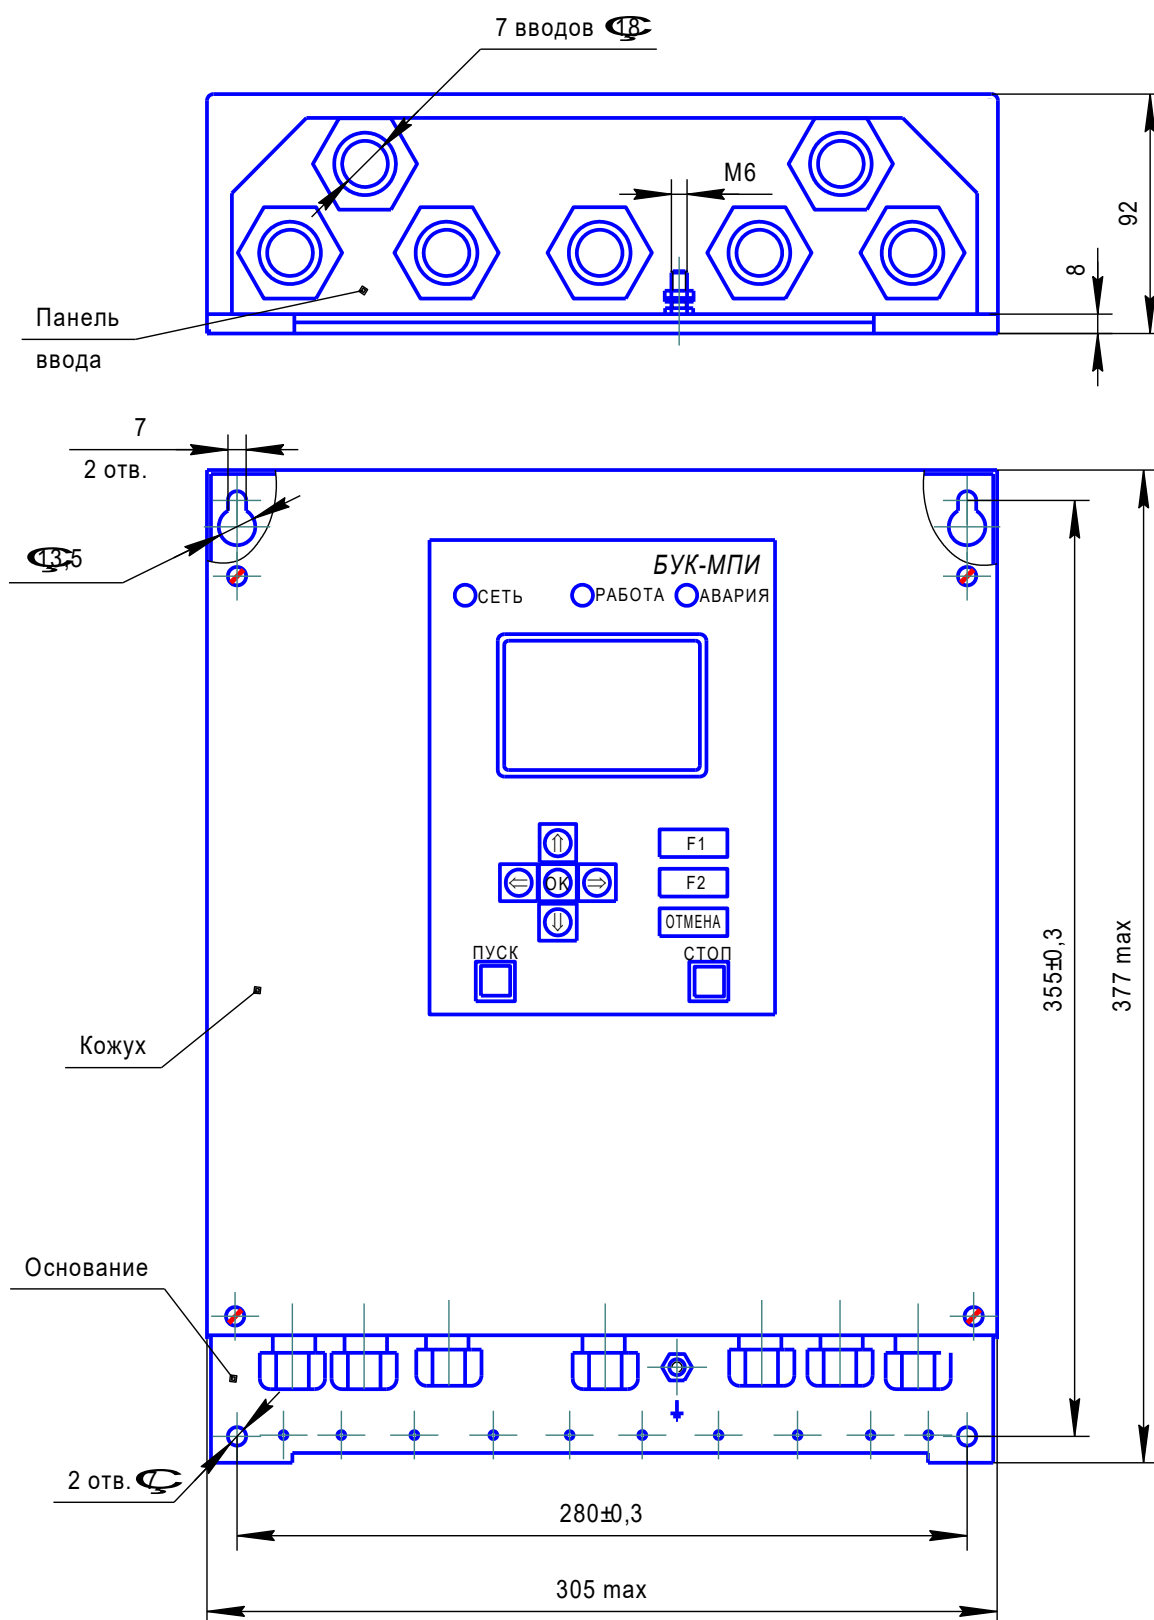 7 вводов 18
М6
92
8
Панель
ввода
7
2 отв.
13,5
БУК-МПИ
СЕТЬ РАБОТА АВАРИЯ
F1
OK F2
ОТМЕНА
ПУСК СТОП
355±0,3
377 max
Кожух
Основание
2 отв. 7
280±0,3
305 max